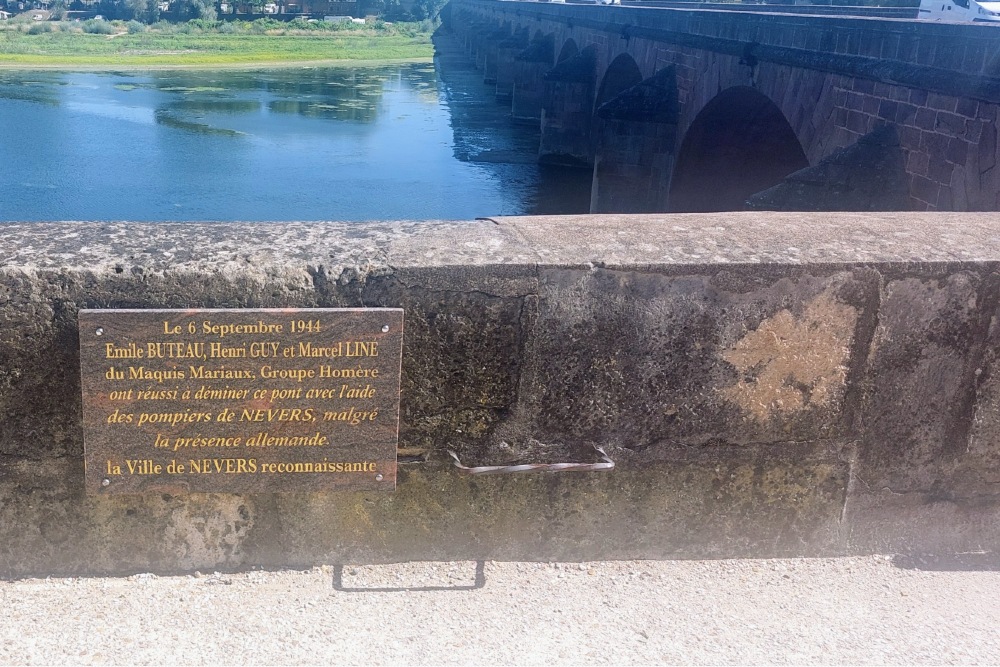 Le 6 Septembre 1944
Emile BUTEAU, Henri GUY et Marcel LINE
du Maquis Mariaux, Groupe Homère
ont réussi à déminer ce pont avec l'aide
des pompiers de NEVERS, malgré
la présence allemande.
la Ville de NEVERS reconnaissante